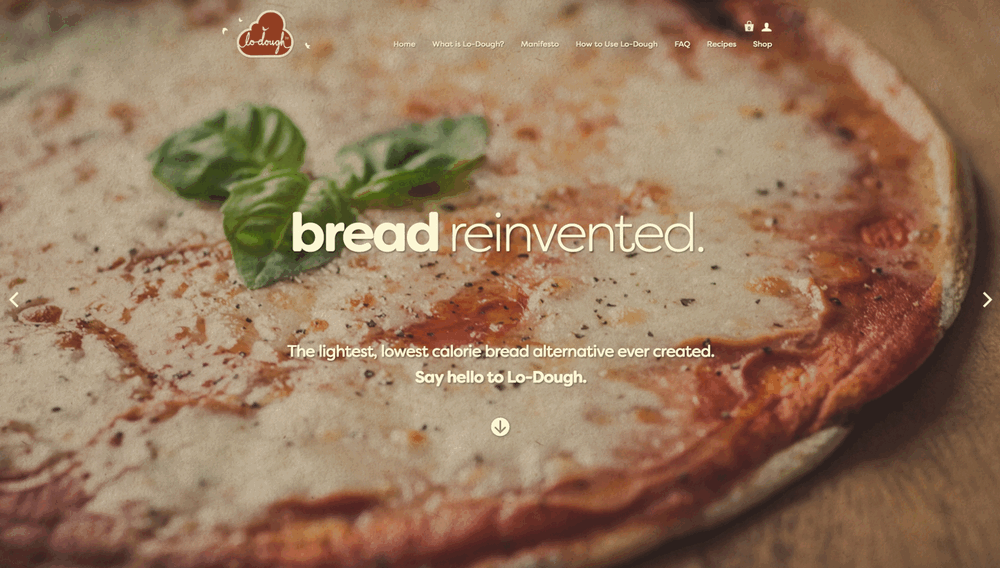 lo-dough
Home What is Lo-Dough? Manifesto How to Use Lo-Dough FAQ Recipes Shop
bread reinvented.
The lightest, lowest calorie bread alternative ever created.
Say hello to Lo-Dough.